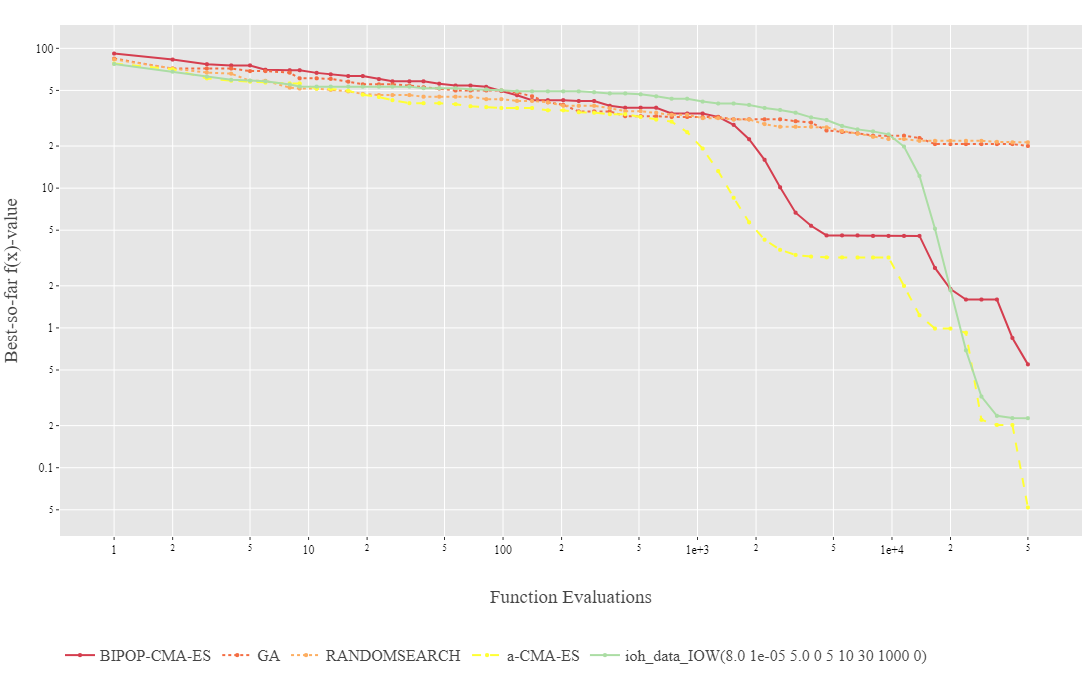 100
5
2
10
5
2
1
5
2
0.1
5
Best-so-far f(x)-value
1 2 5 10 2 5 100 2 5 1e+3 2 5 1e+4 2 5
Function Evaluations
BIPOP-CMA-ES GA RANDOMSEARCH a-CMA-ES ioh_data_IOW(8.0 1e-05 5.0 0 5 10 30 1000 0)